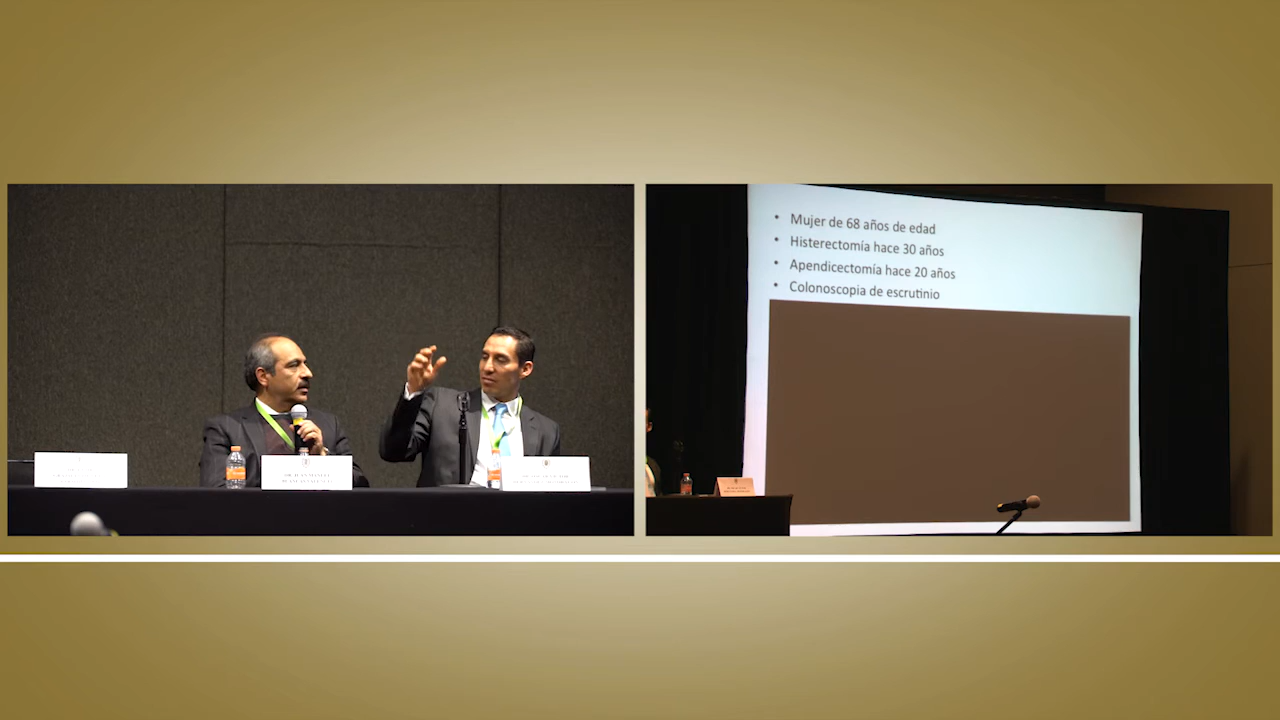 • Mujer de 68 años de edad
• Histerectomía hace 30 años
• Apendicectomía hace 20 años
• Colonoscopia de escrutinio